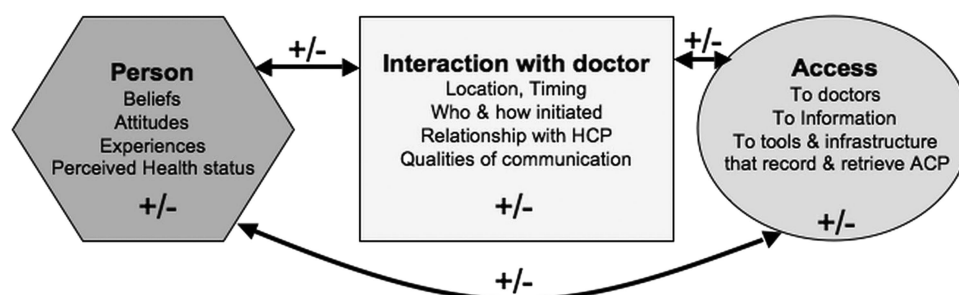 Person
Beliefs
Attitudes
Experiences
Perceived Health status
+/-
+/-
Interaction with doctor
Location, Timing
Who & how initiated
Relationship with HCP
Qualities of communication
+/-
+/-
Access
To doctors
To Information
To tools & infrastructure
that record & retrieve ACP
+/-
+/-